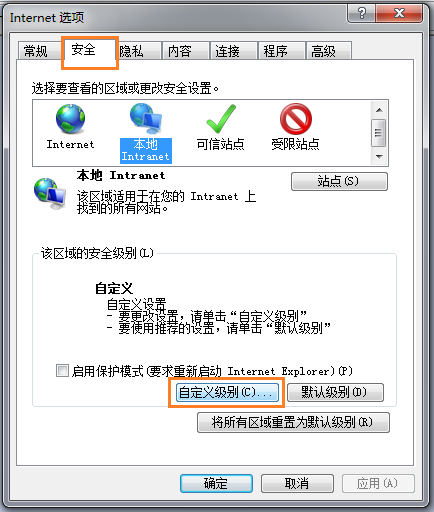 Internet 选项
常规 安全 隐私 内容 连接 程序 高级
选择要查看的区域或更改安全设置。
Internet
本地
Intranet
可信站点
受限站点
本地 Intranet
该区域适用于在您的 Intranet 上
找到的所有网站。
站点(S)
该区域的安全级别(L)
自定义
自定义设置
- 要更改设置，请单击“自定义级别”
- 要使用推荐的设置，请单击“默认级别”
启用保护模式(要求重新启动 Internet Explorer)(P)
自定义级别(C)... 默认级别(D)
将所有区域重置为默认级别(R)
确定 取消 应用(A)